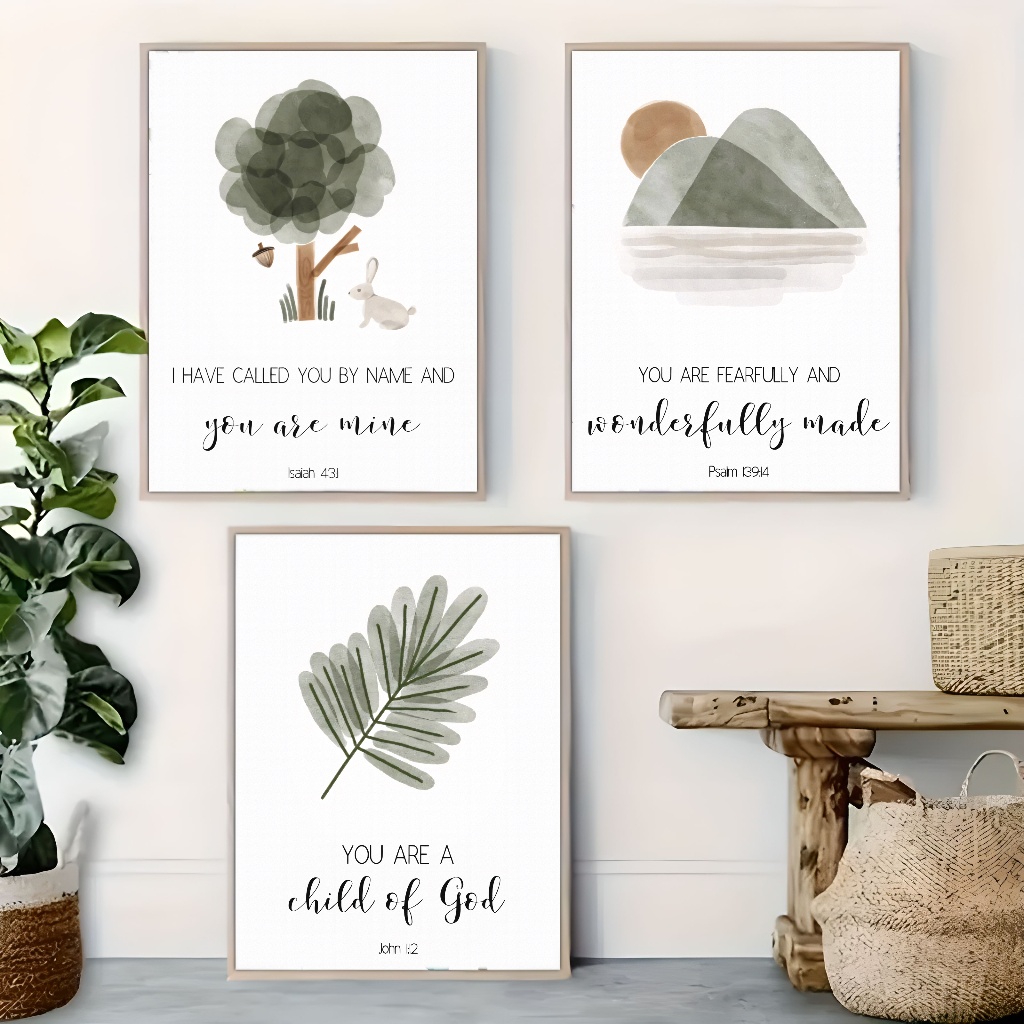 I HAVE CALLED YOU BY NAME AND
you are mine
Isaiah 43:1
YOU ARE FEARFULLY AND
wonderfully made
Psalm 139:14
YOU ARE A
child of God
John 1:2